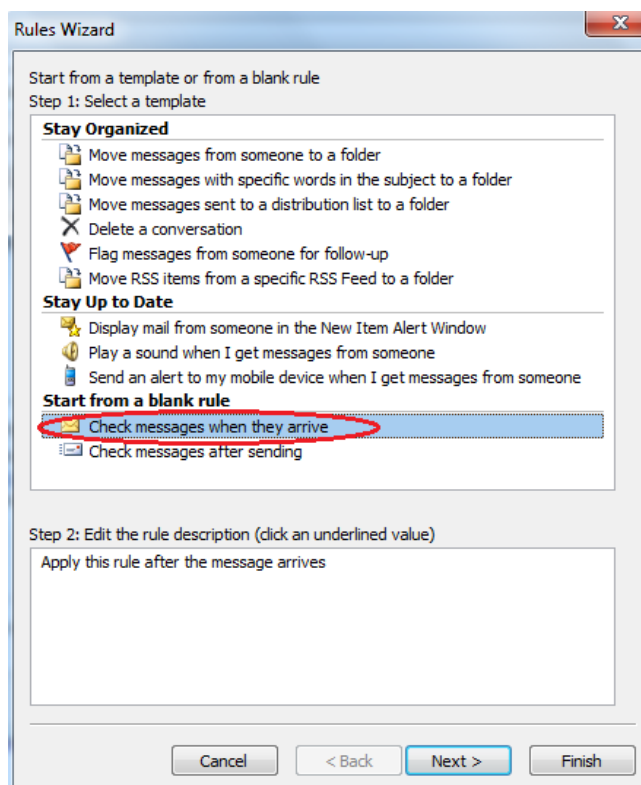 Rules Wizard
Start from a template or from a blank rule
Step 1: Select a template
Stay Organized
Move messages from someone to a folder
Move messages with specific words in the subject to a folder
Move messages sent to a distribution list to a folder
Delete a conversation
Flag messages from someone for follow-up
Move RSS items from a specific RSS Feed to a folder
Stay Up to Date
Display mail from someone in the New Item Alert Window
Play a sound when I get messages from someone
Send an alert to my mobile device when I get messages from someone
Start from a blank rule
Check messages when they arrive
Check messages after sending
Step 2: Edit the rule description (click an underlined value)
Apply this rule after the message arrives
Cancel < Back Next > Finish